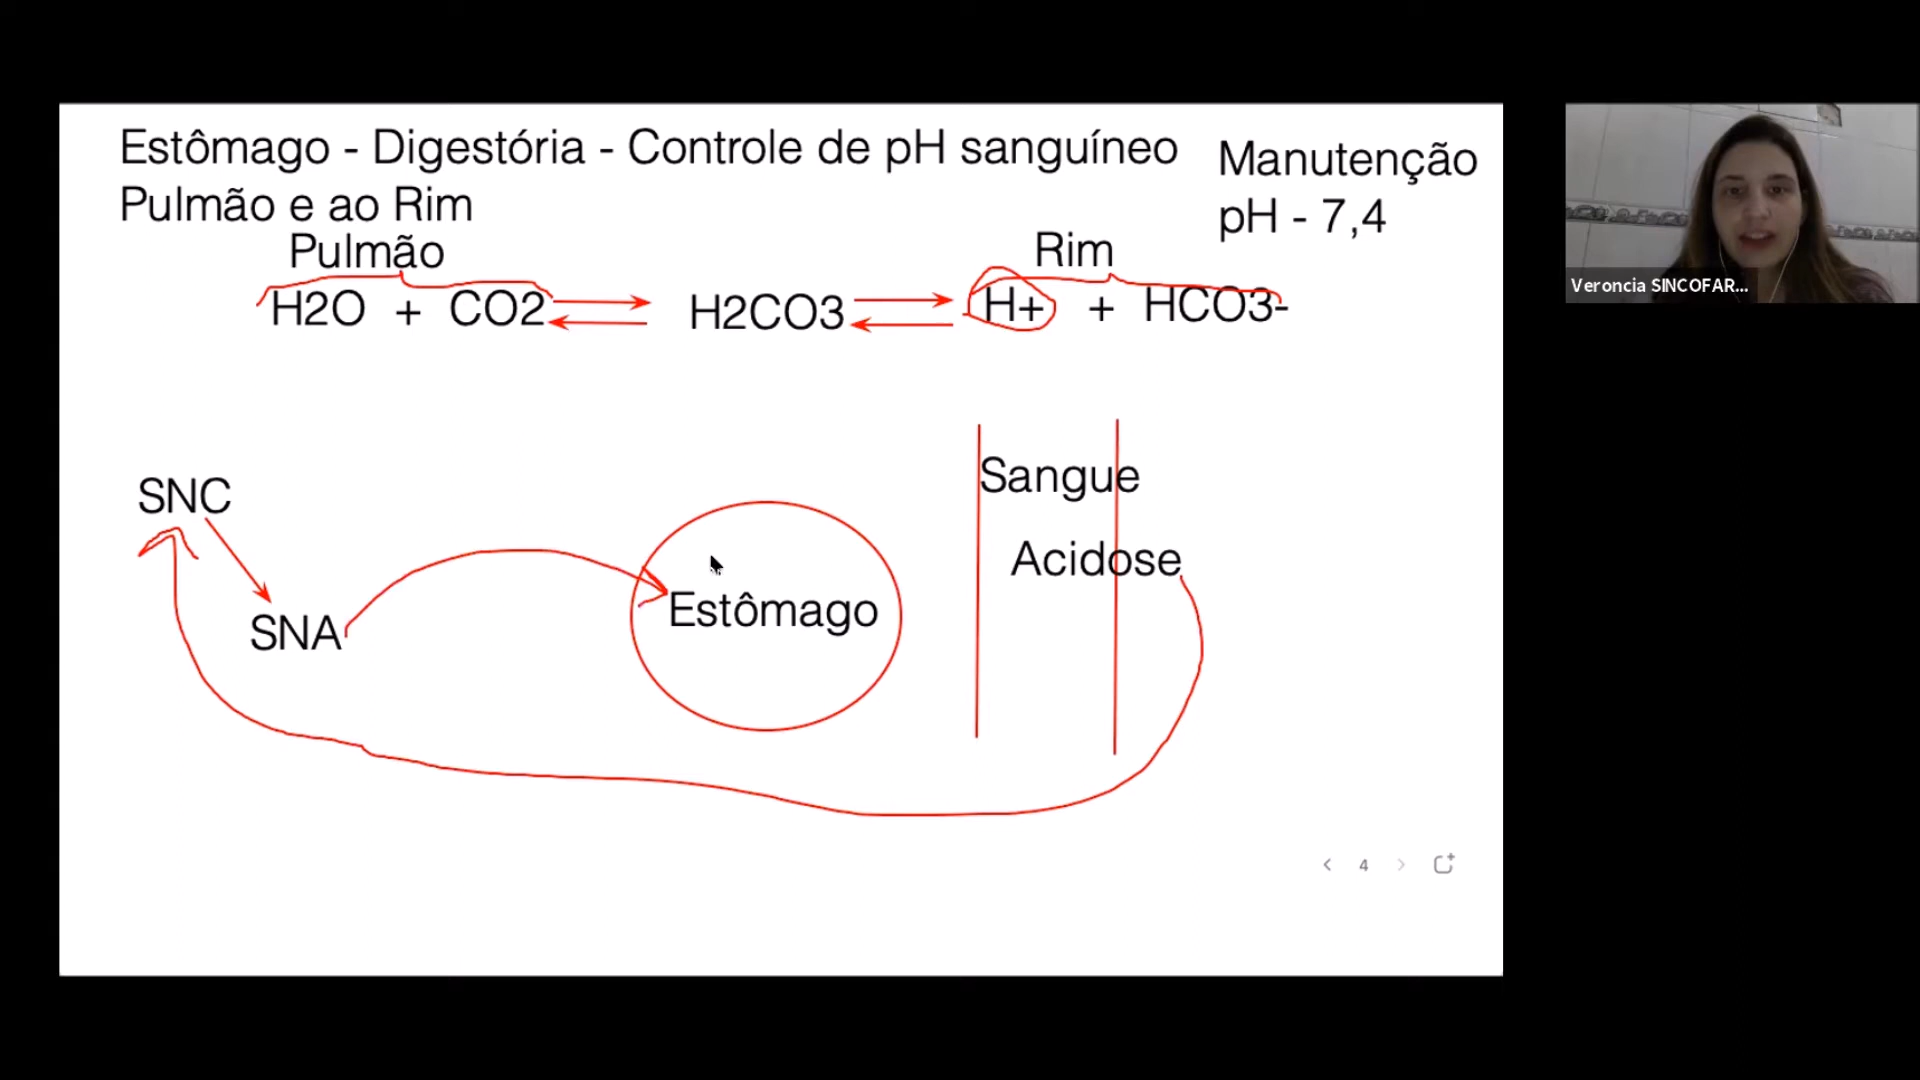 Estômago - Digestória - Controle de pH sanguíneo
Pulmão e ao Rim
Manutenção
pH - 7,4
Pulmão
Rim
H2O + CO2 H2CO3 H+ + HCO3-
SNC
Sangue
Acidose
SNA
Estômago
4
Veroncia SINCOFAR...